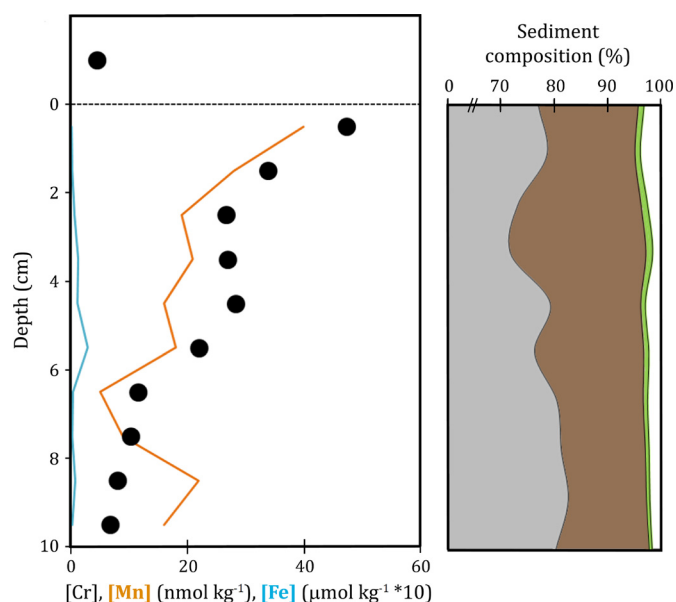 Sediment
composition (%)
0 70 80 90 100
0
2
4
6
8
10
Depth (cm)
0 20 40 60
[Cr], [Mn] (nmol kg⁻¹), [Fe] (μmol kg⁻¹ *10)